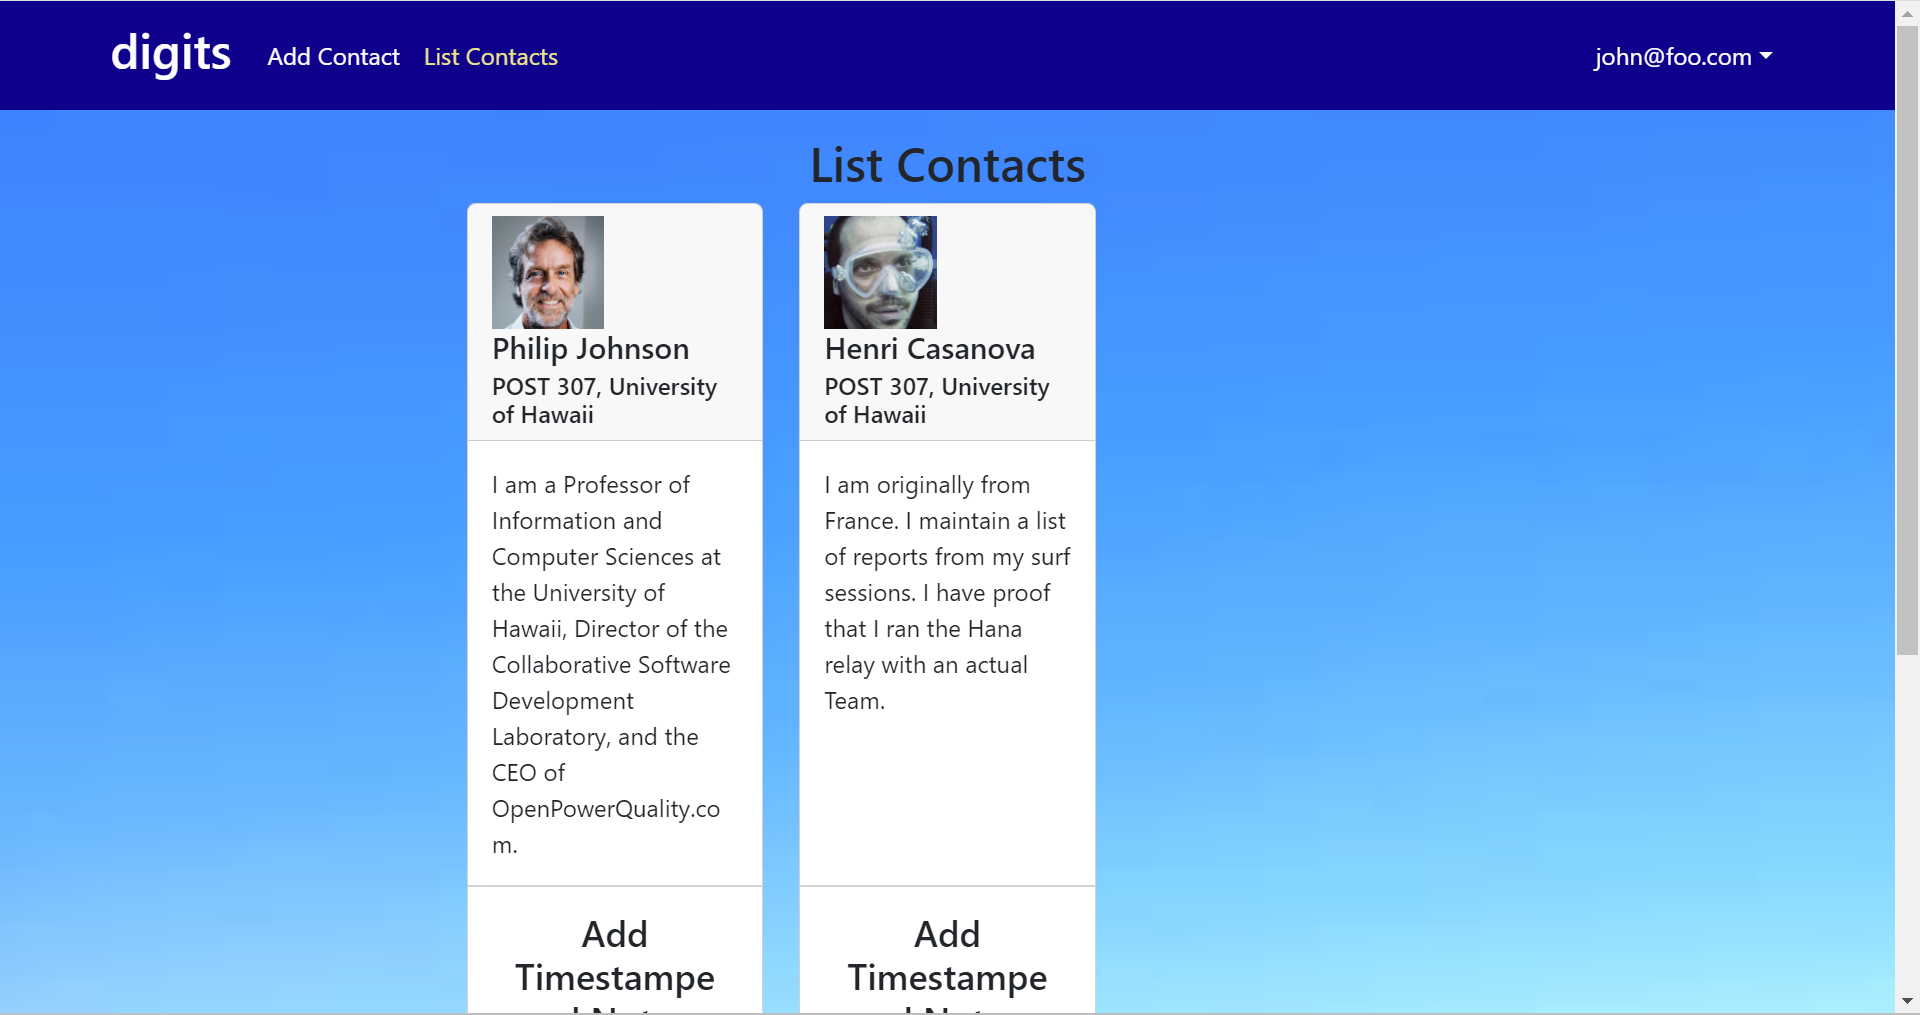 digits
Add Contact
List Contacts
john@foo.com
List Contacts
Philip Johnson
POST 307, University
of Hawaii
I am a Professor of
Information and
Computer Sciences at
the University of
Hawaii, Director of the
Collaborative Software
Development
Laboratory, and the
CEO of
OpenPowerQuality.co
m.
Add
Timestampe
Henri Casanova
POST 307, University
of Hawaii
I am originally from
France. I maintain a list
of reports from my surf
sessions. I have proof
that I ran the Hana
relay with an actual
Team.
Add
Timestampe